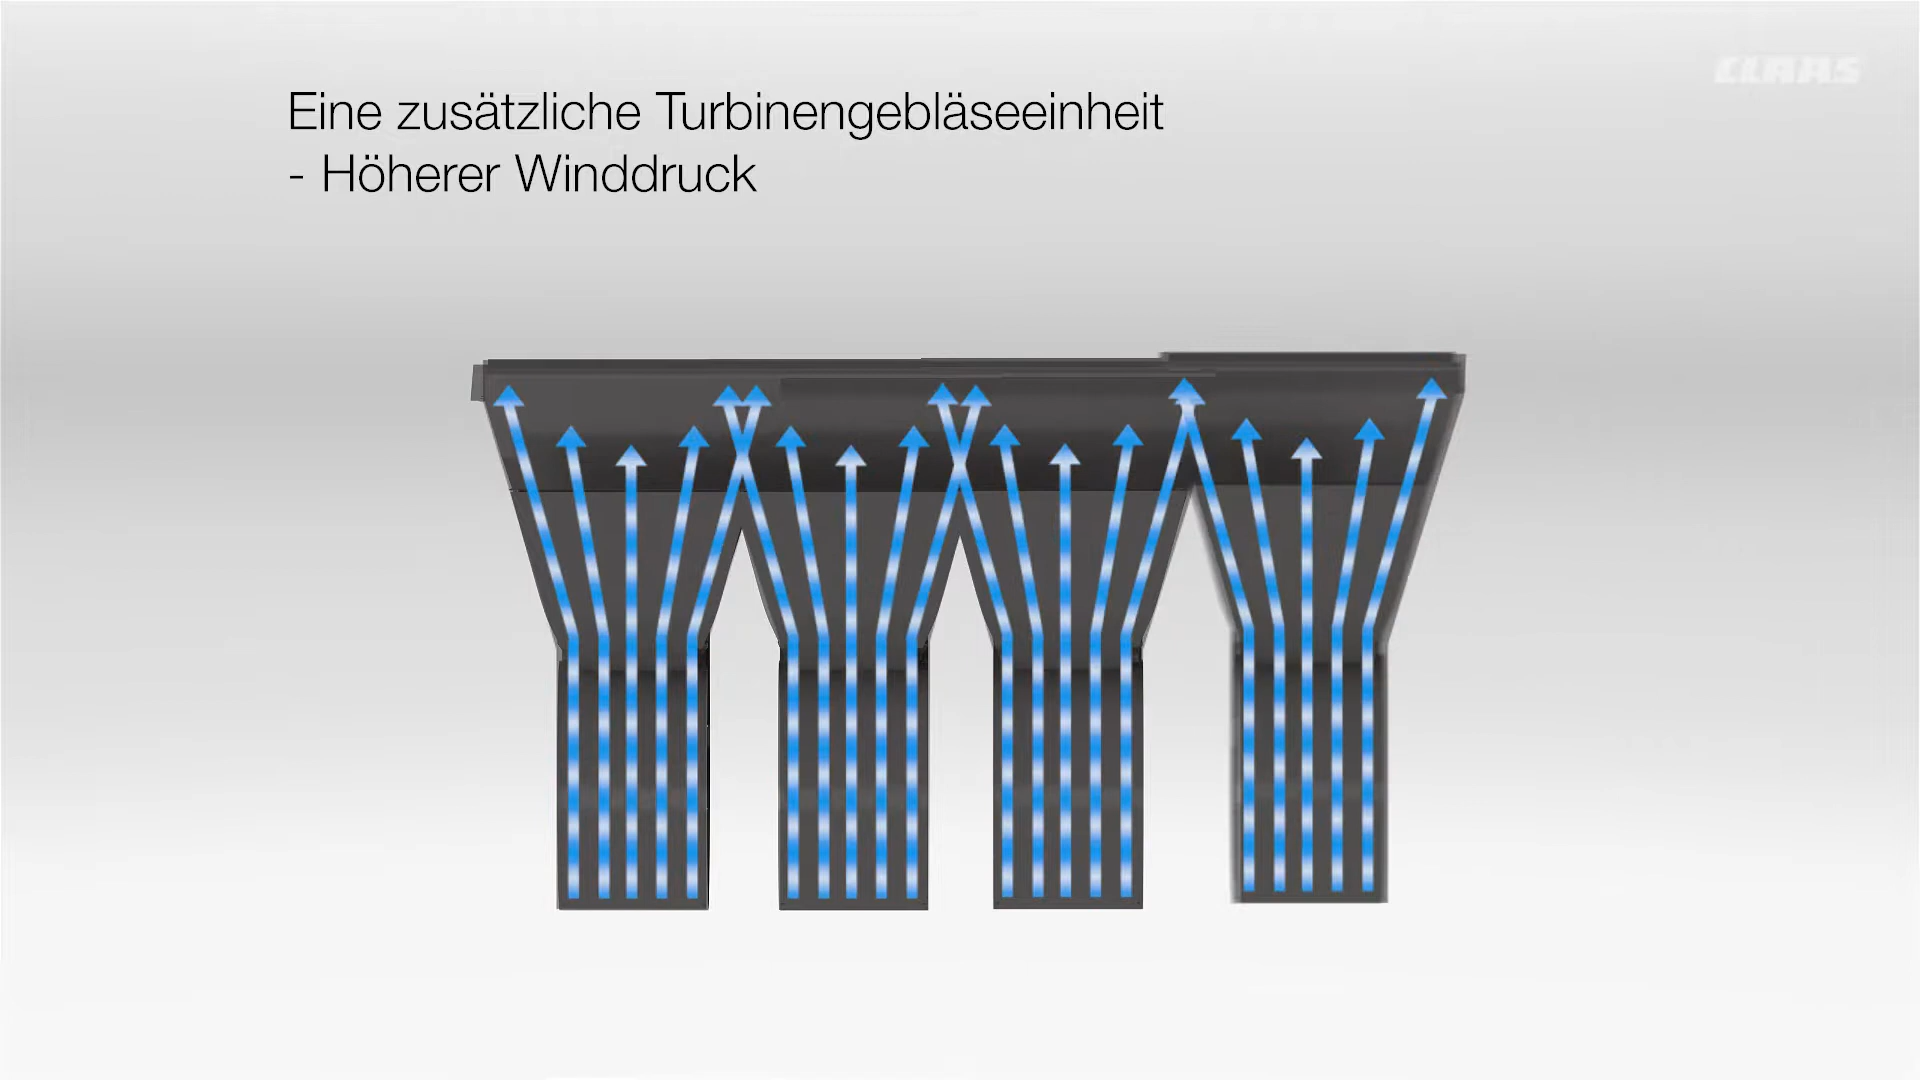 CLAAS
Eine zusätzliche Turbinengebläseeinheit
- Höherer Winddruck